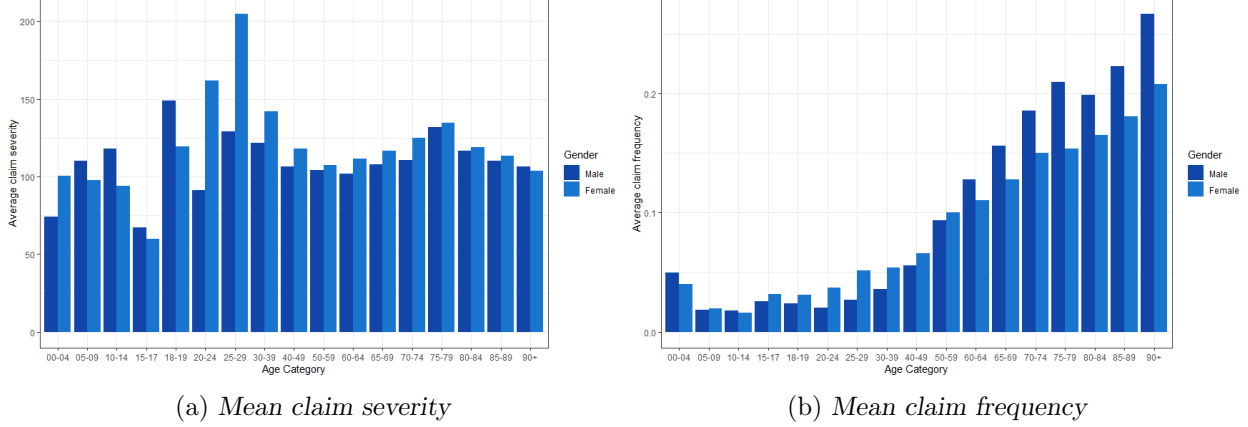 200
150
100
50
0
Average claim severity
00-04 05-09 10-14 15-17 18-19 20-24 25-29 30-39 40-49 50-59 60-64 65-69 70-74 75-79 80-84 85-89 90+
Age Category
Gender
Male
Female
(a) Mean claim severity
0.2
0.1
0.0
Average claim frequency
00-04 05-09 10-14 15-17 18-19 20-24 25-29 30-39 40-49 50-59 60-64 65-69 70-74 75-79 80-84 85-89 90+
Age Category
Gender
Male
Female
(b) Mean claim frequency